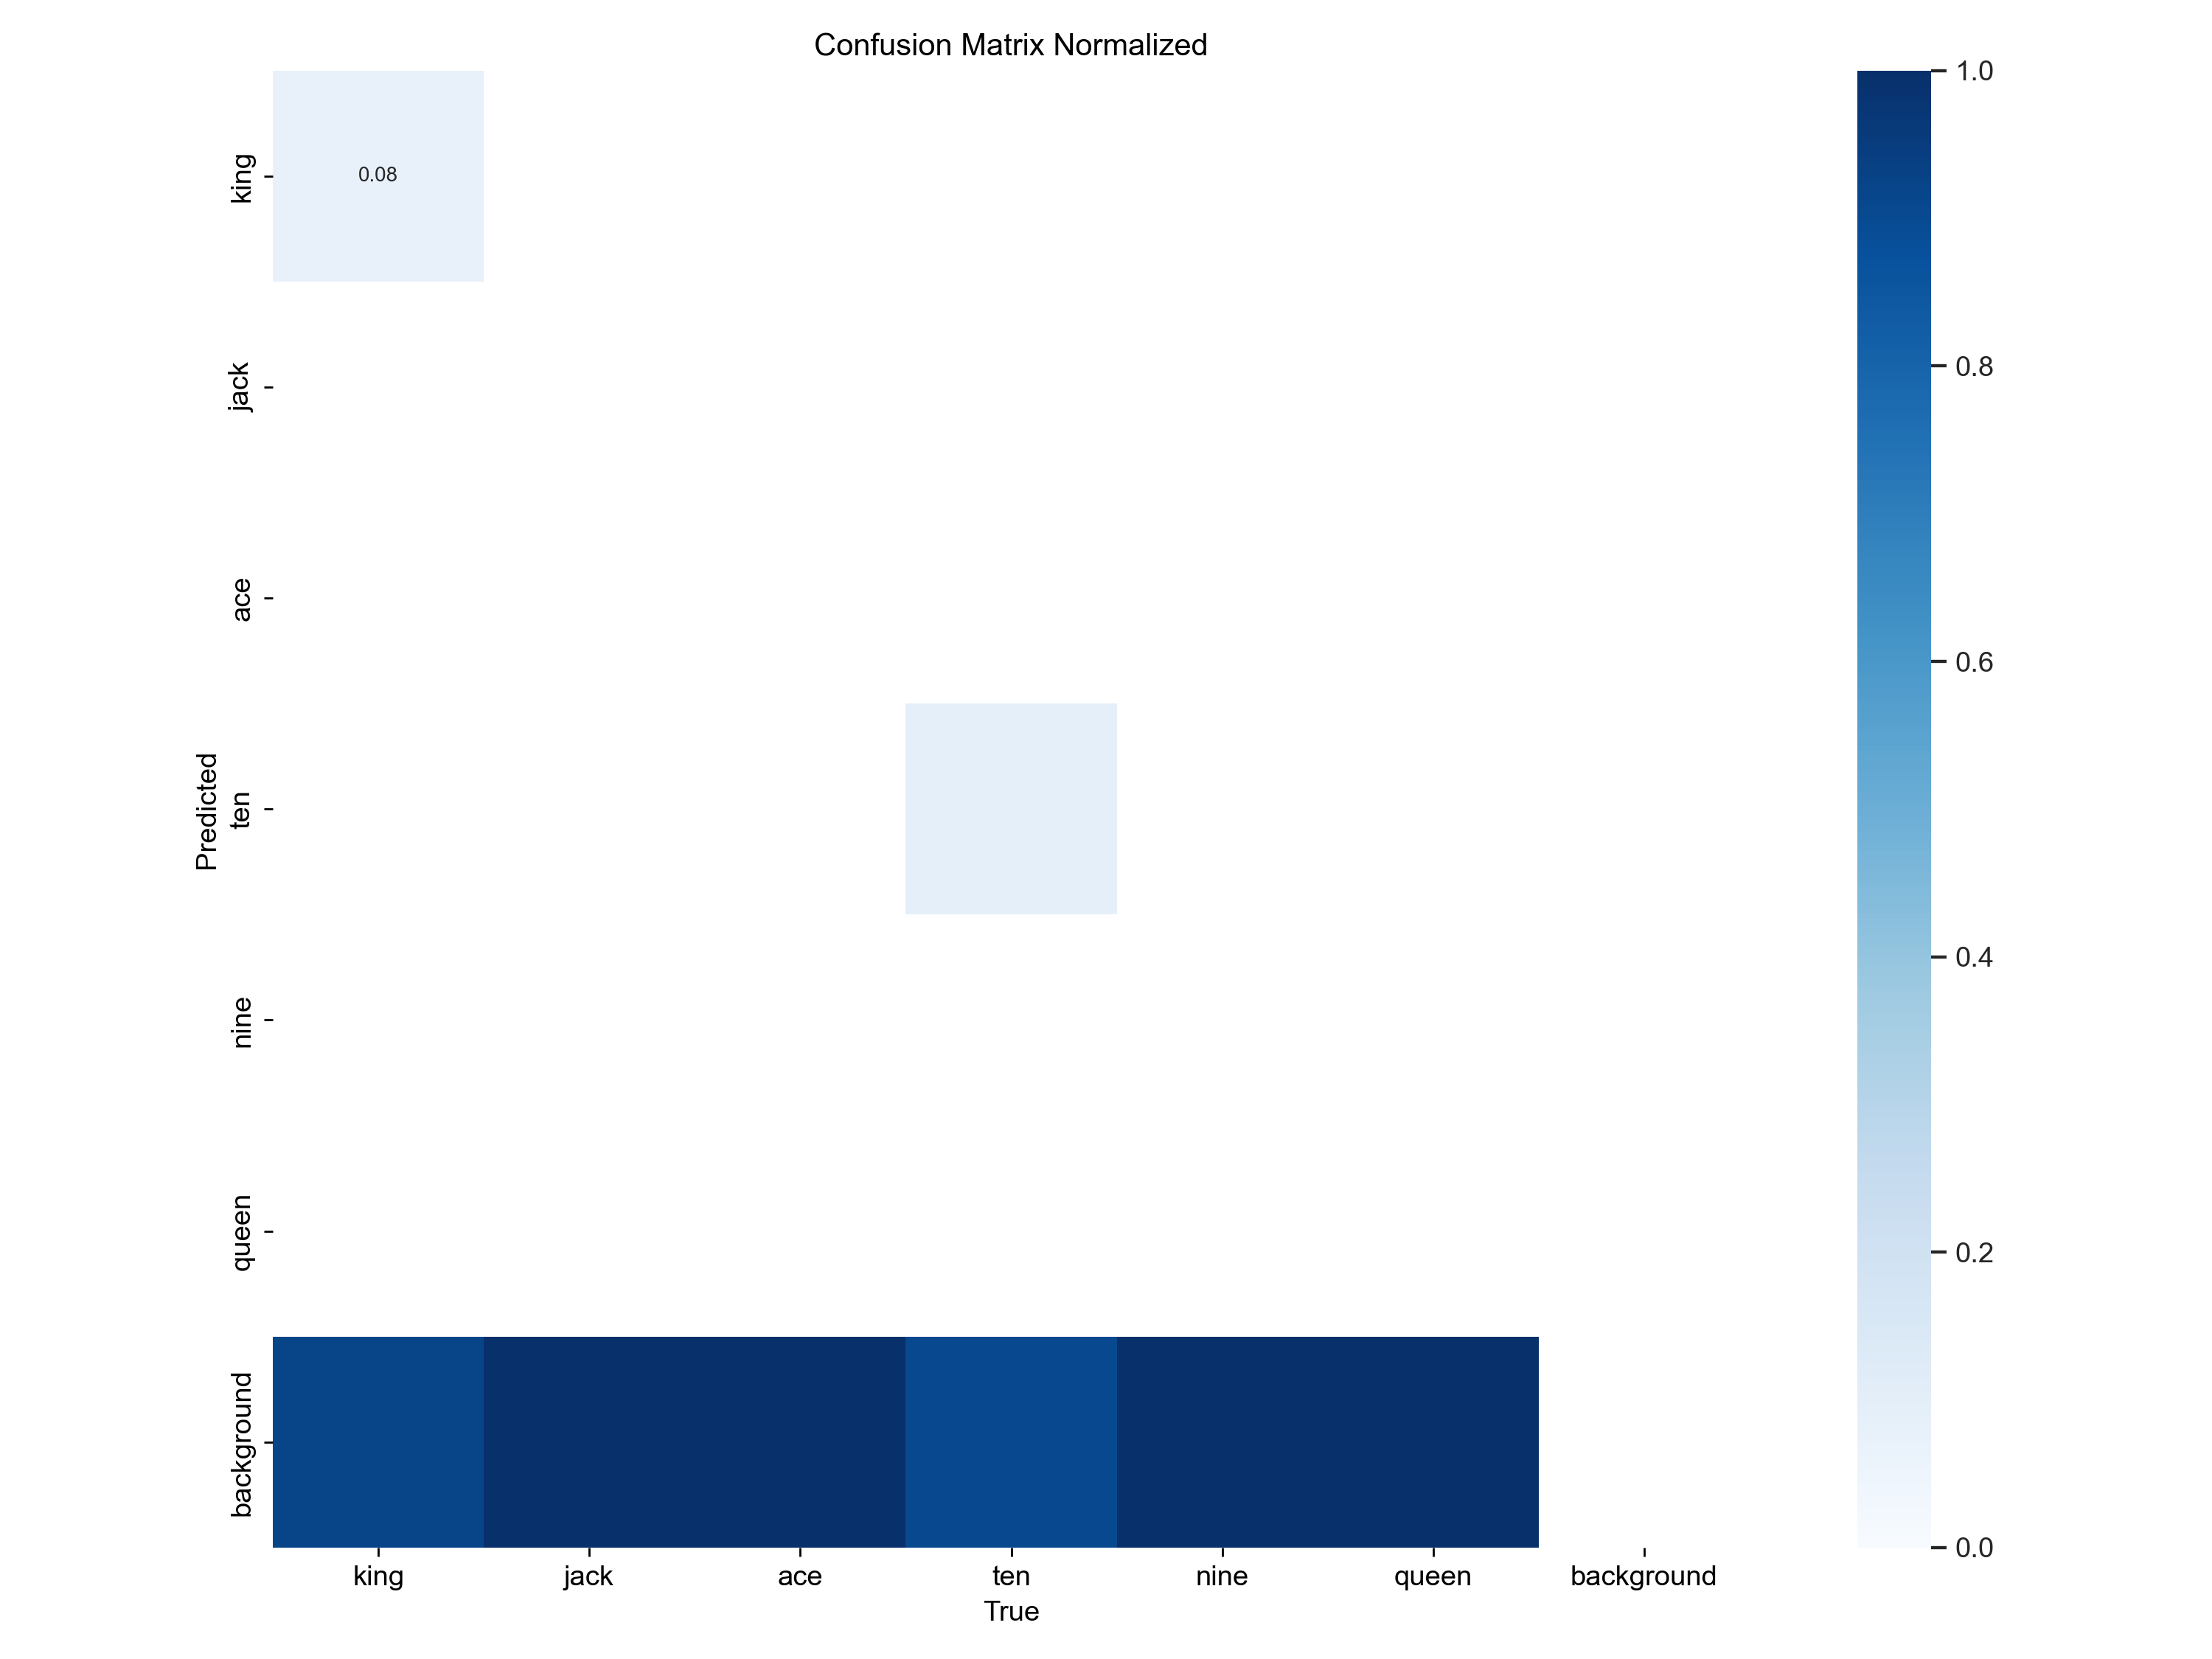 Confusion Matrix Normalized
king
0.08
jack
ace
ten
nine
queen
background
Predicted
king jack ace ten nine queen background
True
1.0
0.8
0.6
0.4
0.2
0.0